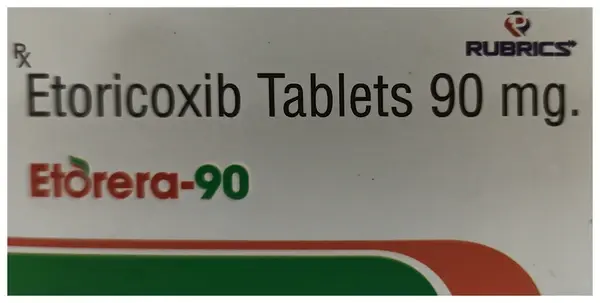 RUBRICS
Rx
Etoricoxib Tablets 90 mg.
Etorera-90